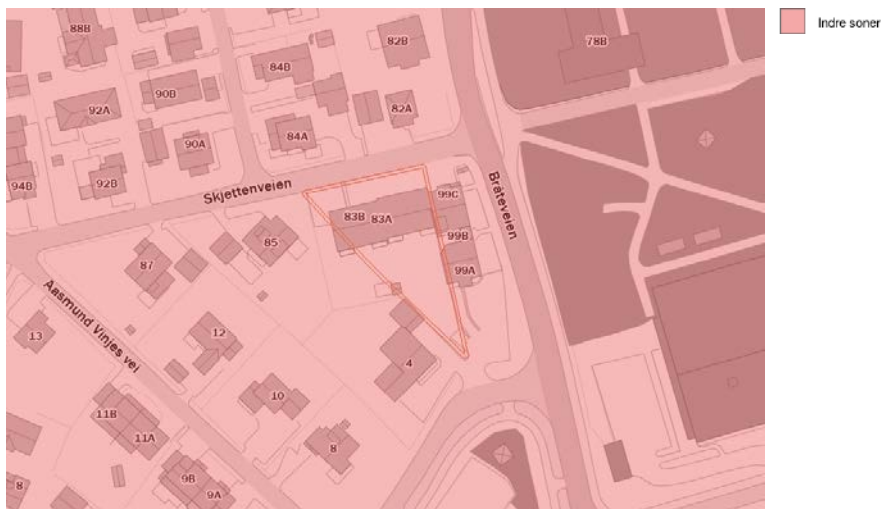 Indre soner
88B
82B
78B
84B
90B
92A
82A
84A
90A
94B
92B
Skjettenveien
99C
Bråteveien
83B
83A
99B
85
87
99A
Aasmund Vinjes vei
13
12
4
10
11B
11A
8
9B
8
9A